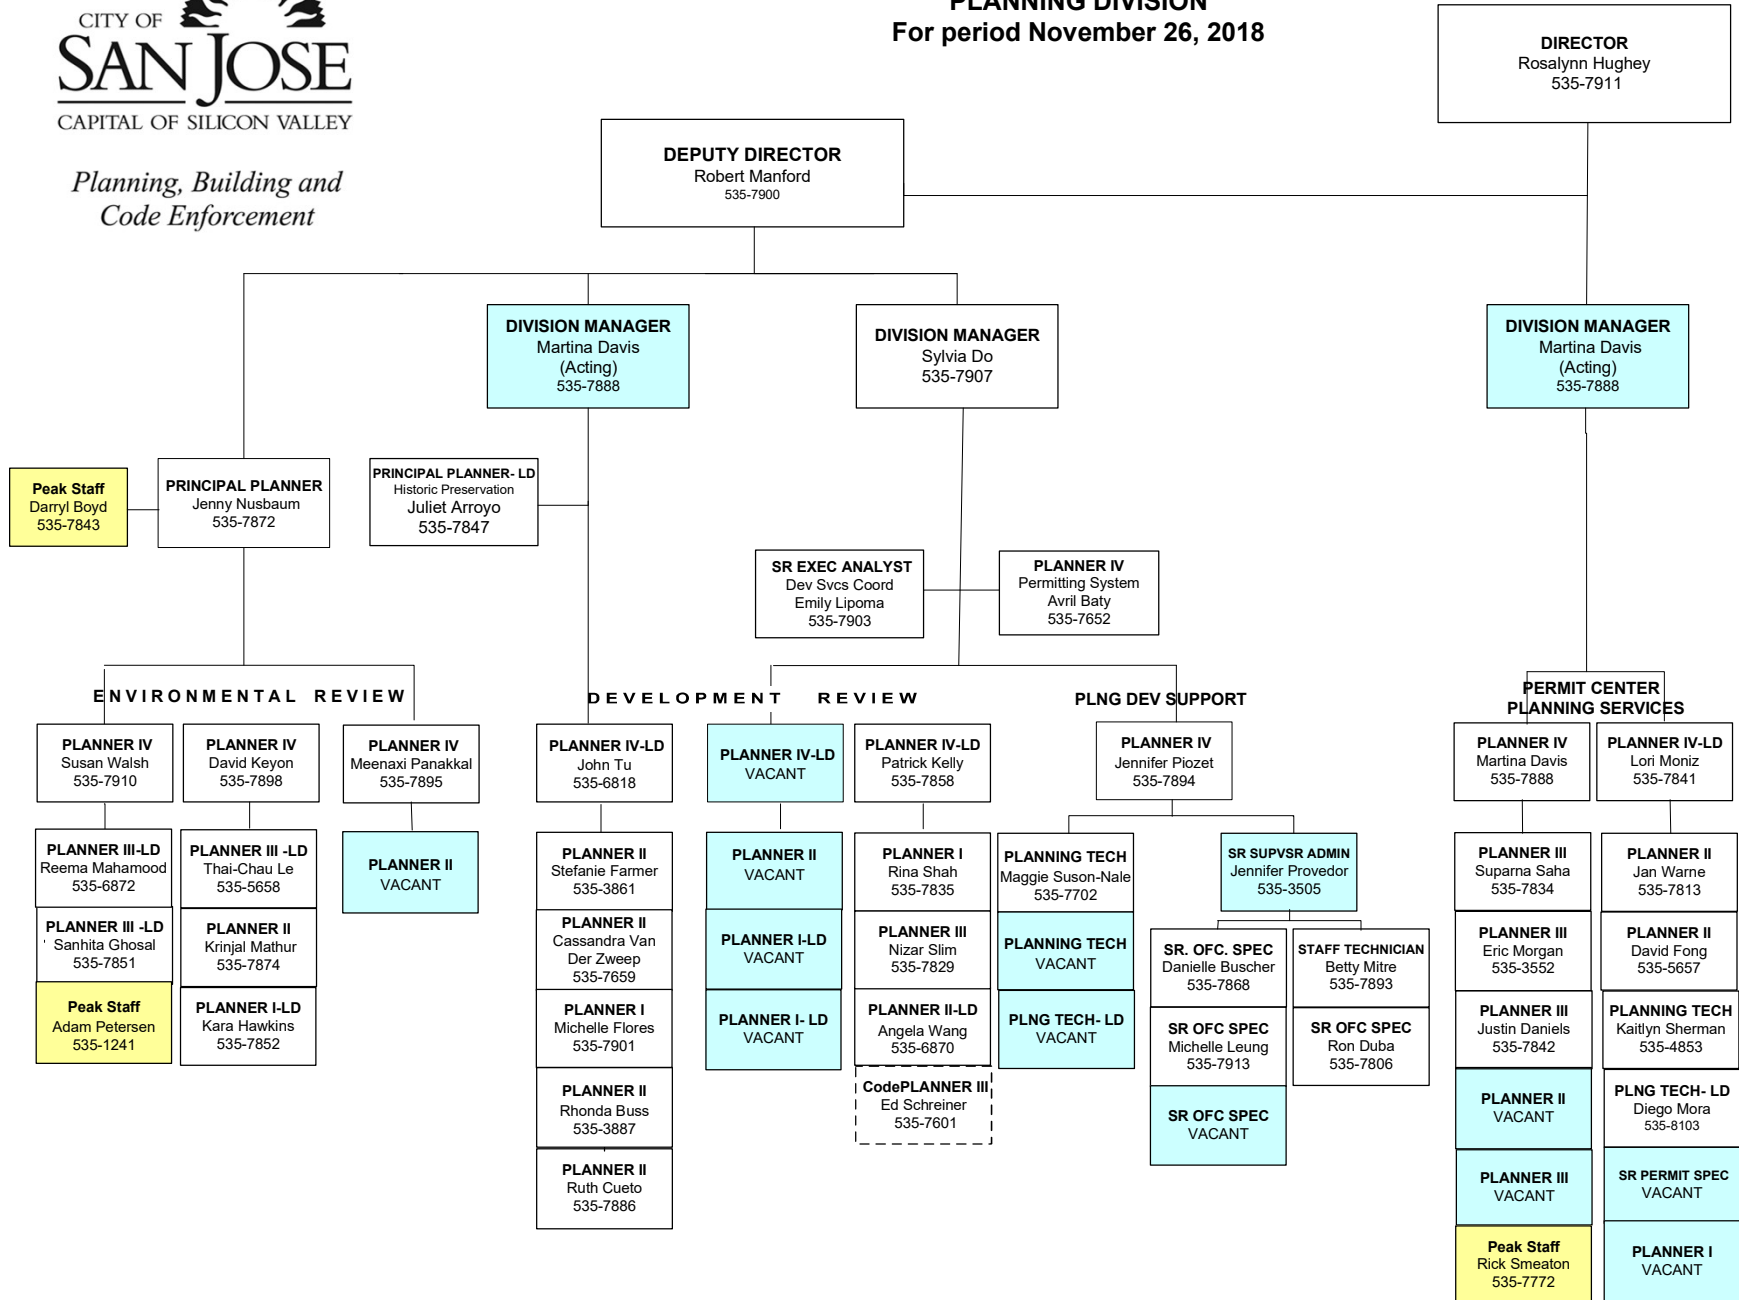 CITY OF
SAN JOSE
CAPITAL OF SILICON VALLEY
Planning, Building and
Code Enforcement
PLANNING DIVISION
For period November 26, 2018
DIRECTOR
Rosalynn Hughey
535-7911
DEPUTY DIRECTOR
Robert Manford
535-7900
DIVISION MANAGER
Martina Davis
(Acting)
535-7888
DIVISION MANAGER
Sylvia Do
535-7907
DIVISION MANAGER
Martina Davis
(Acting)
535-7888
Peak Staff
Darryl Boyd
535-7843
PRINCIPAL PLANNER
Jenny Nusbaum
535-7872
PRINCIPAL PLANNER- LD
Historic Preservation
Juliet Arroyo
535-7847
SR EXEC ANALYST
Dev Svcs Coord
Emily Lipoma
535-7903
PLANNER IV
Permitting System
Avril Baty
535-7652
ENVIRONMENTAL REVIEW
PLANNER IV
Susan Walsh
535-7910
PLANNER III-LD
Reema Mahamood
535-6872
PLANNER III -LD
Sanhita Ghosal
535-7851
Peak Staff
Adam Petersen
535-1241
PLANNER IV
David Keyon
535-7898
PLANNER III -LD
Thai-Chau Le
535-5658
PLANNER II
Krinjal Mathur
535-7874
PLANNER I-LD
Kara Hawkins
535-7852
PLANNER IV
Meenaxi Panakkal
535-7895
PLANNER II
VACANT
DEVELOPMENT REVIEW
PLANNER IV-LD
John Tu
535-6818
PLANNER II
Stefanie Farmer
535-3861
PLANNER II
Cassandra Van
Der Zweep
535-7659
PLANNER I
Michelle Flores
535-7901
PLANNER II
Rhonda Buss
535-3887
PLANNER II
Ruth Cueto
535-7886
PLANNER IV-LD
VACANT
PLANNER II
VACANT
PLANNER I-LD
VACANT
PLANNER I- LD
VACANT
PLANNER IV-LD
Patrick Kelly
535-7858
PLANNER I
Rina Shah
535-7835
PLANNER III
Nizar Slim
535-7829
PLANNER II-LD
Angela Wang
535-6870
CodePLANNER III
Ed Schreiner
535-7601
PLNG DEV SUPPORT
PLANNER IV
Jennifer Piozet
535-7894
PLANNING TECH
Maggie Suson-Nale
535-7702
PLANNING TECH
VACANT
PLNG TECH- LD
VACANT
SR SUPVSR ADMIN
Jennifer Provedor
535-3505
SR. OFC. SPEC
Danielle Buscher
535-7868
SR OFC SPEC
Michelle Leung
535-7913
SR OFC SPEC
VACANT
STAFF TECHNICIAN
Betty Mitre
535-7893
SR OFC SPEC
Ron Duba
535-7806
PERMIT CENTER
PLANNING SERVICES
PLANNER IV
Martina Davis
535-7888
PLANNER III
Suparna Saha
535-7834
PLANNER III
Eric Morgan
535-3552
PLANNER III
Justin Daniels
535-7842
PLANNER II
VACANT
PLANNER III
VACANT
Peak Staff
Rick Smeaton
535-7772
PLANNER IV-LD
Lori Moniz
535-7841
PLANNER II
Jan Warne
535-7813
PLANNER II
David Fong
535-5657
PLANNING TECH
Kaitlyn Sherman
535-4853
PLNG TECH- LD
Diego Mora
535-8103
SR PERMIT SPEC
VACANT
PLANNER I
VACANT